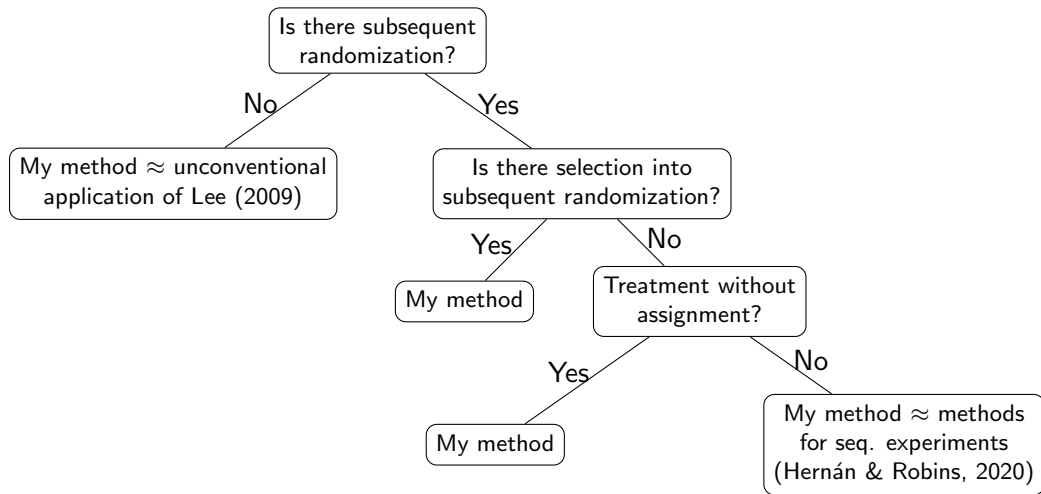 Is there subsequent
randomization?
No
Yes
My method ≈ unconventional
application of Lee (2009)
Is there selection into
subsequent randomization?
Yes
No
My method
Treatment without
assignment?
Yes
No
My method
My method ≈ methods
for seq. experiments
(Hernán & Robins, 2020)